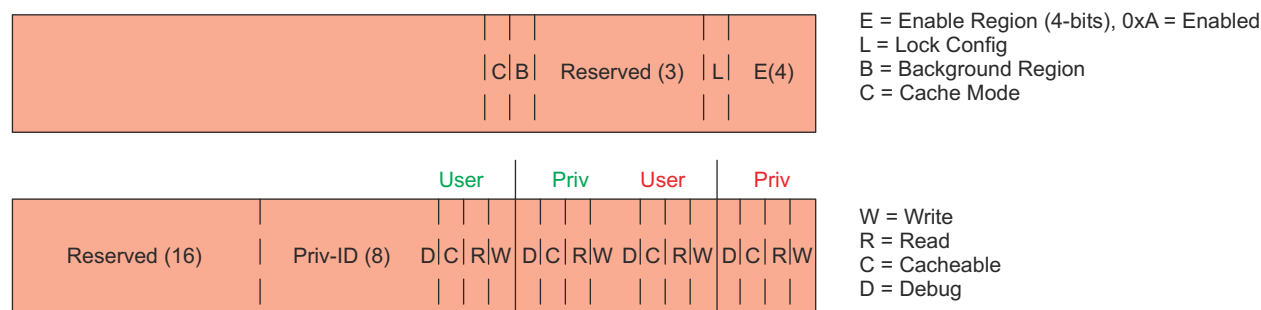 C B Reserved (3) L E(4)
E = Enable Region (4-bits), 0xA = Enabled
L = Lock Config
B = Background Region
C = Cache Mode
User Priv User Priv
Reserved (16) Priv-ID (8) D C R W D C R W D C R W D C R W
W = Write
R = Read
C = Cacheable
D = Debug